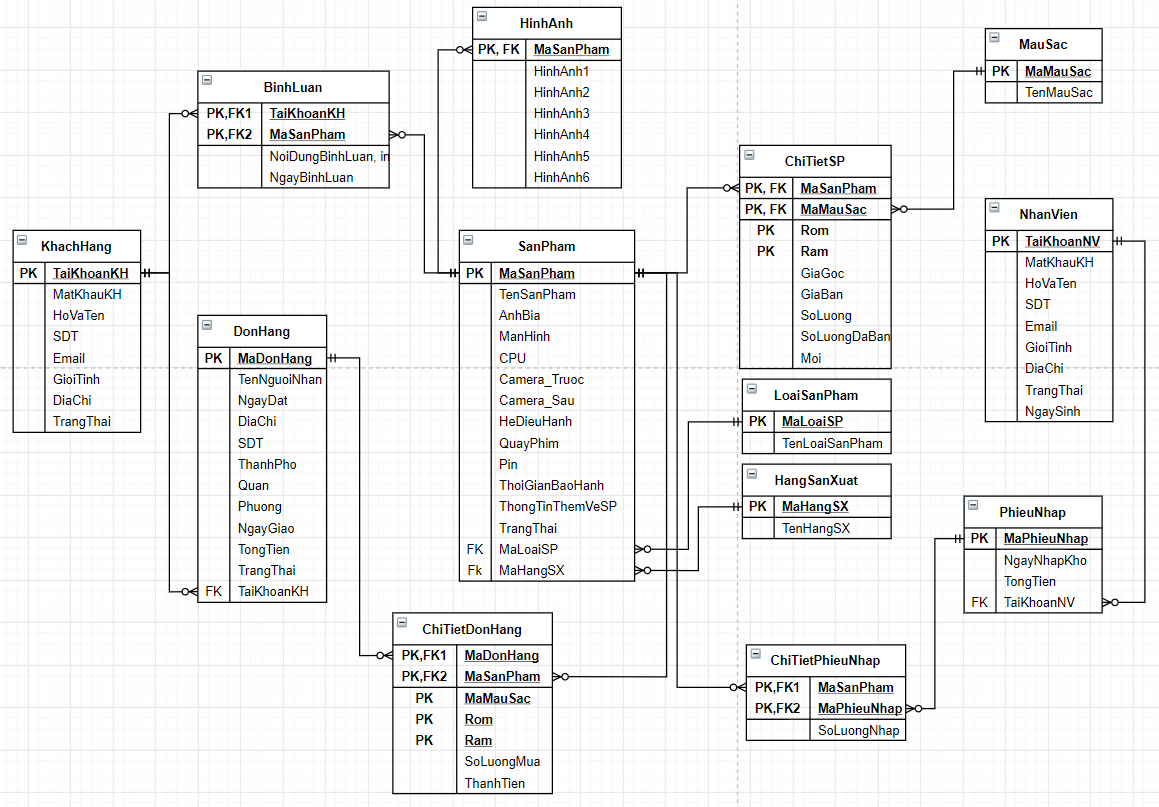 HinhAnh
PK, FK MaSanPham
HinhAnh1
HinhAnh2
HinhAnh3
HinhAnh4
HinhAnh5
HinhAnh6
MauSac
PK MaMauSac
TenMauSac
BinhLuan
PK,FK1 TaiKhoanKH
PK,FK2 MaSanPham
NoiDungBinhLuan, in
NgayBinhLuan
ChiTietSP
PK, FK MaSanPham
PK, FK MaMauSac
PK Rom
PK Ram
GiaGoc
GiaBan
SoLuong
SoLuongDaBan
Moi
NhanVien
PK TaiKhoanNV
MatKhauKH
HoVaTen
SDT
Email
GioiTinh
DiaChi
TrangThai
NgaySinh
KhachHang
PK TaiKhoanKH
MatKhauKH
HoVaTen
SDT
Email
GioiTinh
DiaChi
TrangThai
SanPham
PK MaSanPham
TenSanPham
AnhBia
ManHinh
CPU
Camera_Truoc
Camera_Sau
HeDieuHanh
QuayPhim
Pin
ThoiGianBaoHanh
ThongTinThemVeSP
TrangThai
FK MaLoaiSP
Fk MaHangSX
DonHang
PK MaDonHang
TenNguoiNhan
NgayDat
DiaChi
SDT
ThanhPho
Quan
Phuong
NgayGiao
TongTien
TrangThai
FK TaiKhoanKH
LoaiSanPham
PK MaLoaiSP
TenLoaiSanPham
HangSanXuat
PK MaHangSX
TenHangSX
PhieuNhap
PK MaPhieuNhap
NgayNhapKho
TongTien
FK TaiKhoanNV
ChiTietDonHang
PK,FK1 MaDonHang
PK,FK2 MaSanPham
PK MaMauSac
PK Rom
PK Ram
SoLuongMua
ThanhTien
ChiTietPhieuNhap
PK,FK1 MaSanPham
PK,FK2 MaPhieuNhap
SoLuongNhap